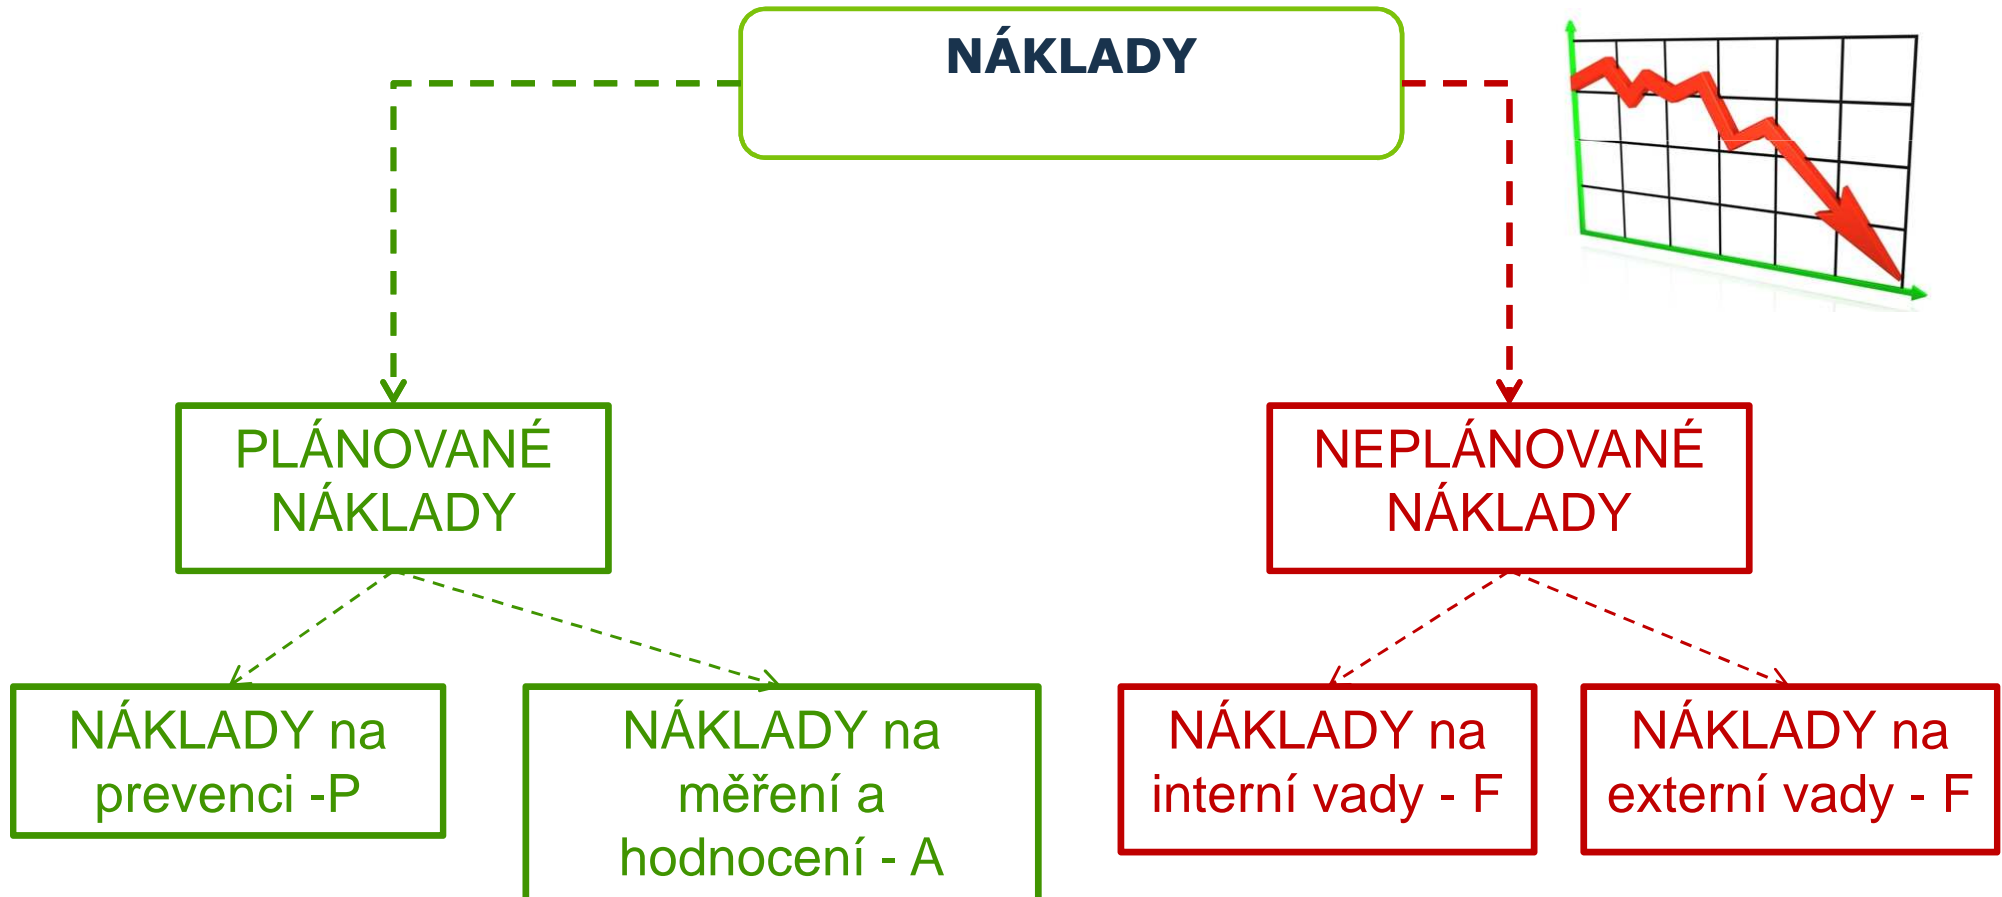 NÁKLADY
PLÁNOVANÉ
NÁKLADY
NEPLÁNOVANÉ
NÁKLADY
NÁKLADY na
prevenci -P
NÁKLADY na
měření a
hodnocení - A
NÁKLADY na
interní vady - F
NÁKLADY na
externí vady - F